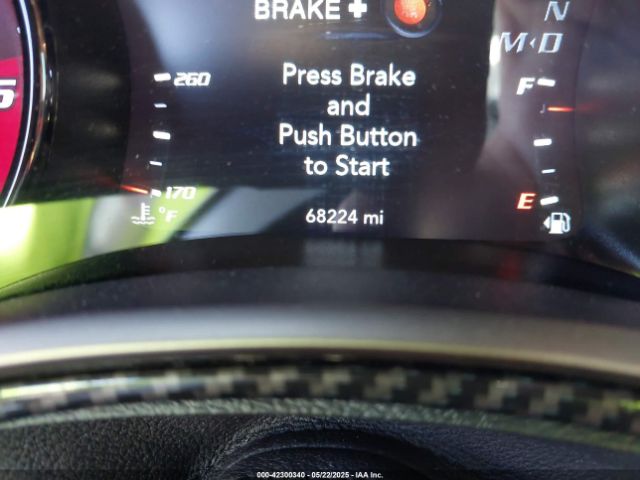 BRAKE +
N
M<D
260 Press Brake F
and
Push Button
to Start
170 E
°F 68224 mi
000-42300340 - 05/22/2025 - IAA Inc.